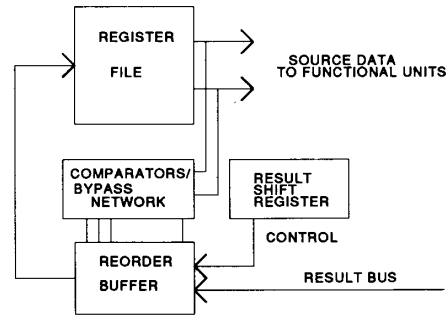 REGISTER
FILE
SOURCE DATA
TO FUNCTIONAL UNITS
COMPARATORS/
BYPASS
NETWORK
RESULT
SHIFT
REGISTER
CONTROL
REORDER
BUFFER
RESULT BUS